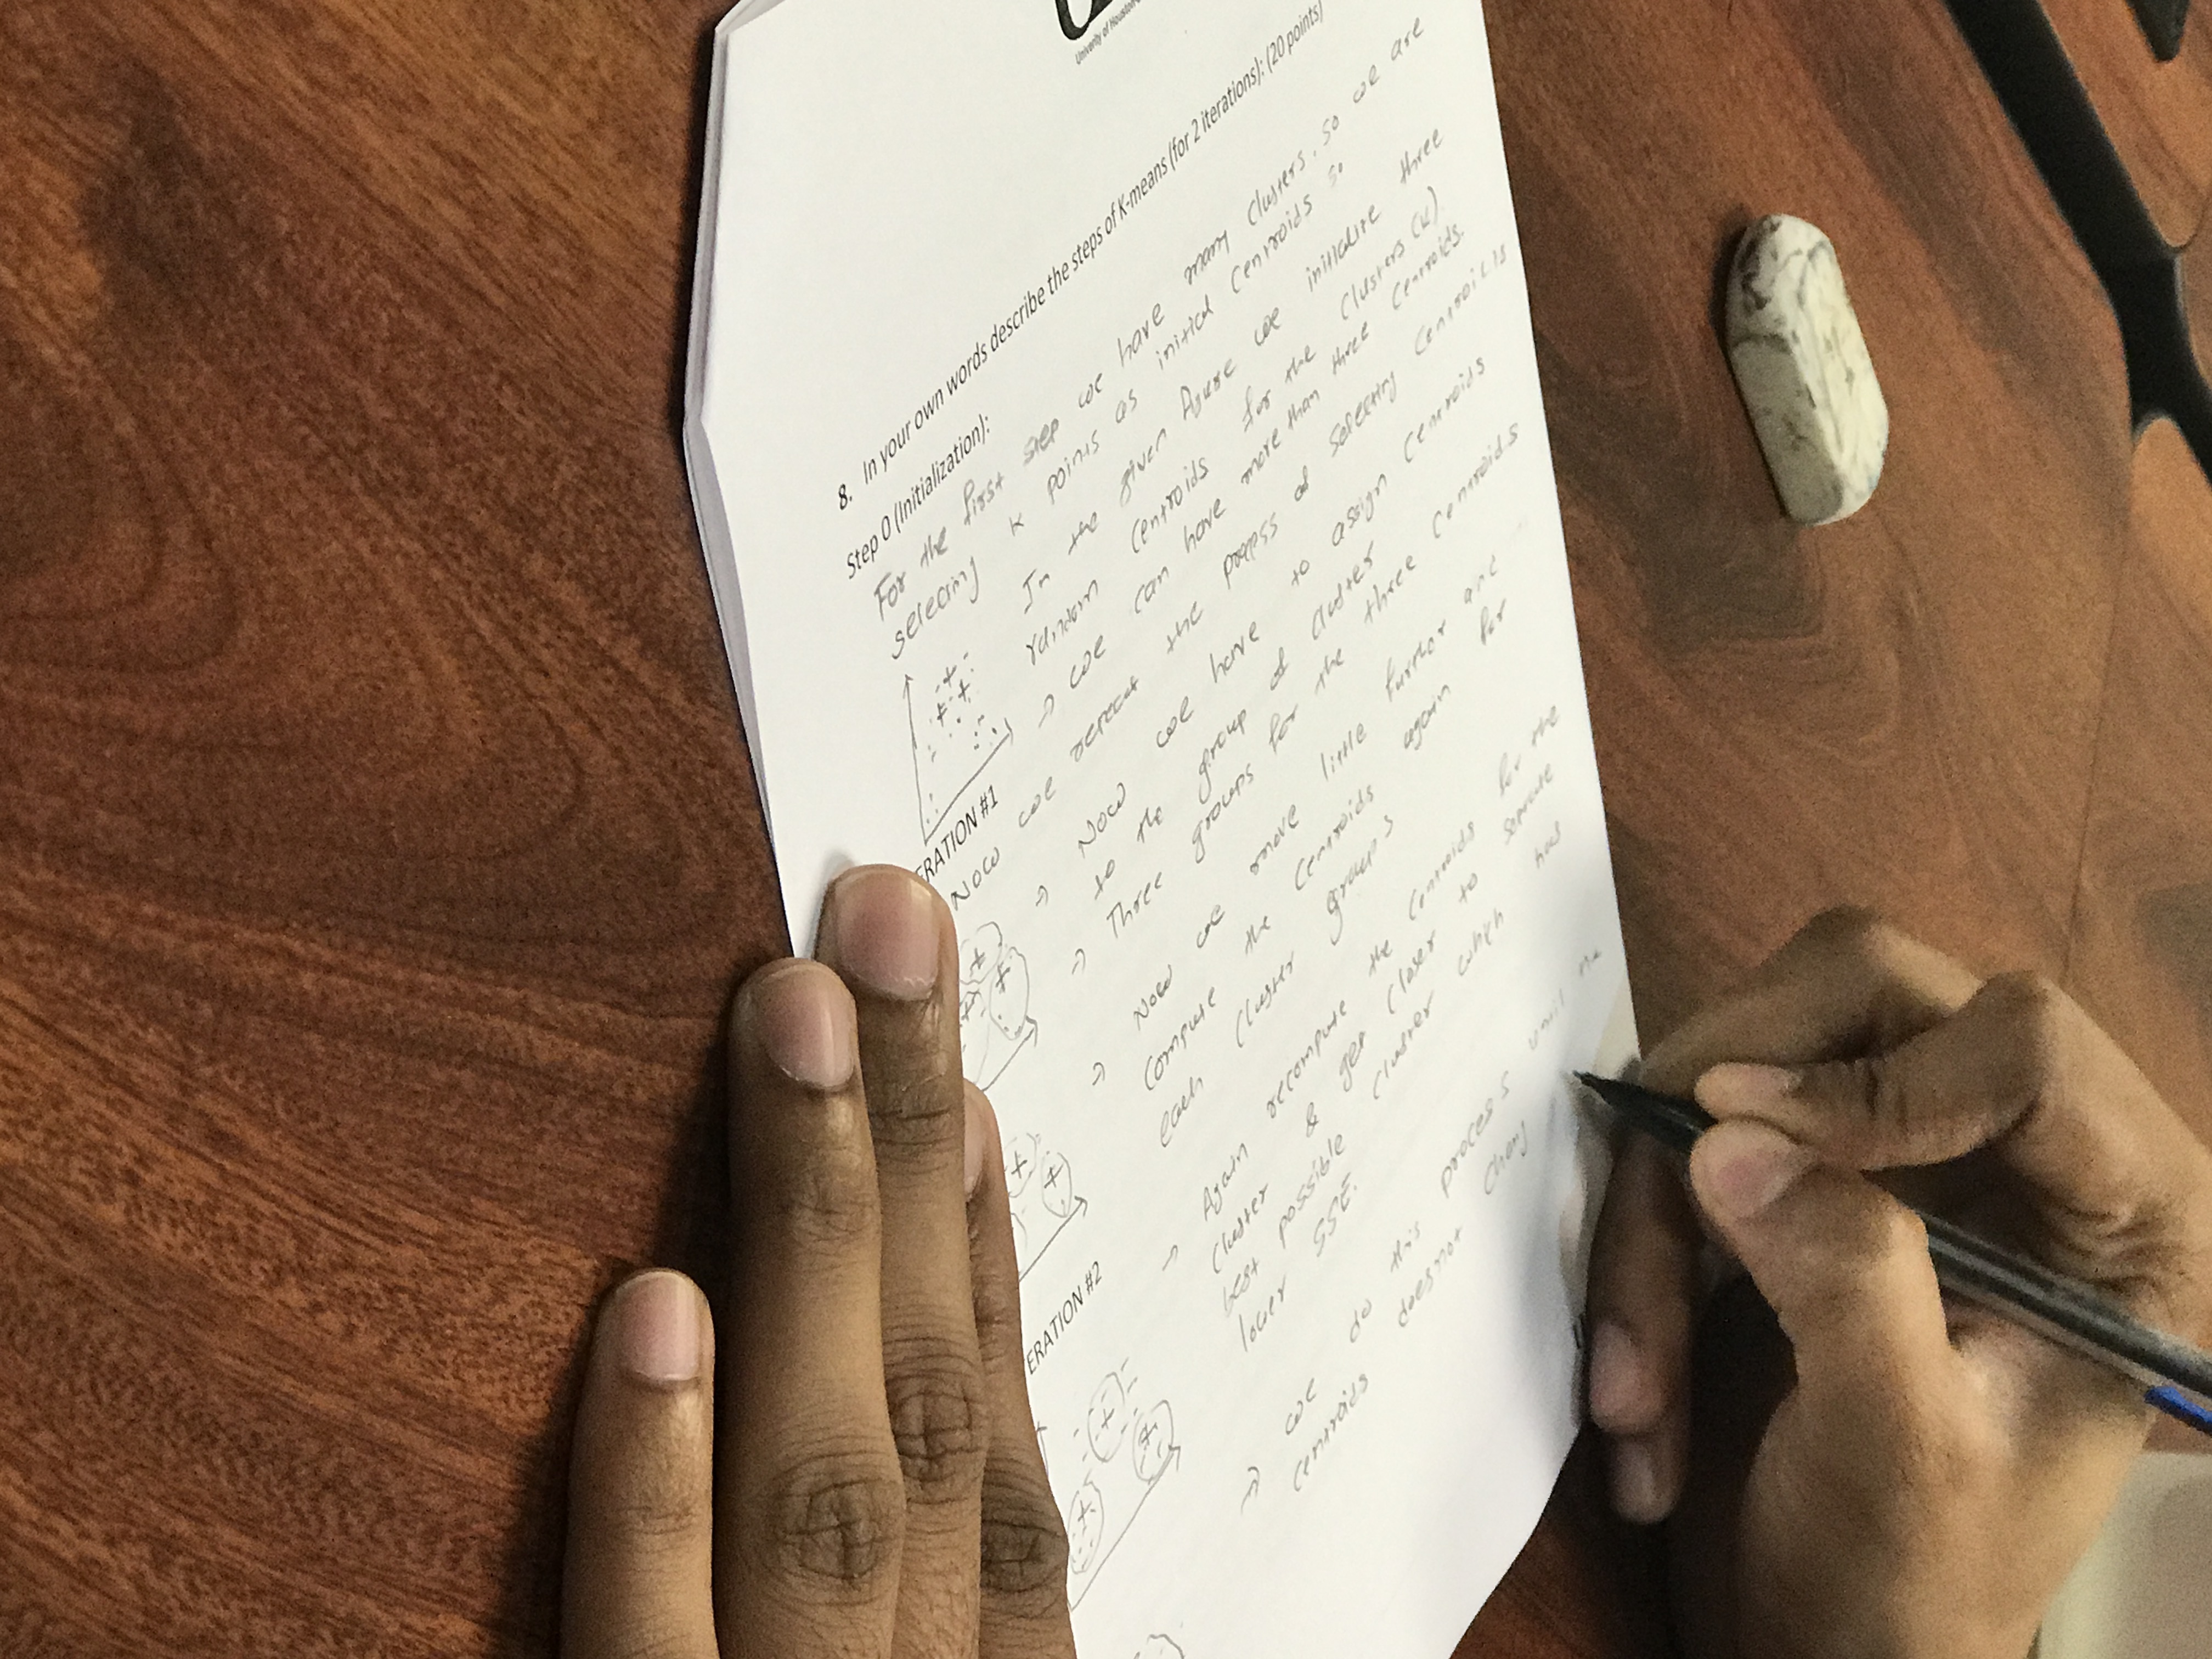 University of Houston
8. In your own words describe the steps of K-means (for 2 iterations): (20 points)
Step 0 (Initialization):
For the first step we have many clusters, so we are
selecting K points as initial centroids so
In the given figure we initialize three
random centroids for the clusters (K).
→ we can have more than three centroids.
ERATION #1
Now we repeat the process of selecting centroids
→ Now we have to assign centroids
to the group of cluster
→ Three groups for the three centroids
→ Now we move little further and
compute the centroids again for
each cluster groups
ERATION #2
→ Again recompute the centroids for the
cluster & get closer to separate
best possible cluster which has
lower SSE.
→ we do this process until the
centroids doesnot chang